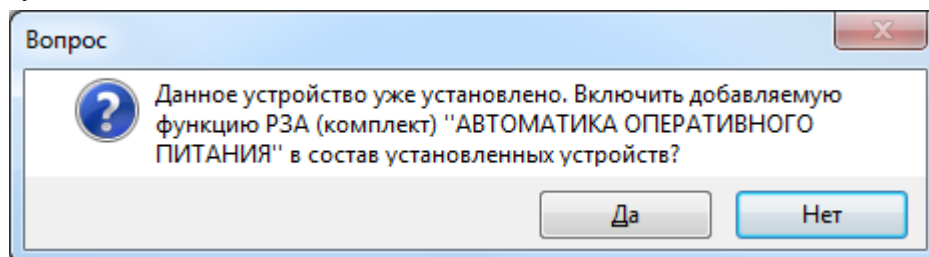 Вопрос
Данное устройство уже установлено. Включить добавляемую
функцию РЗА (комплект) "АВТОМАТИКА ОПЕРАТИВНОГО
ПИТАНИЯ" в состав установленных устройств?
Да
Нет